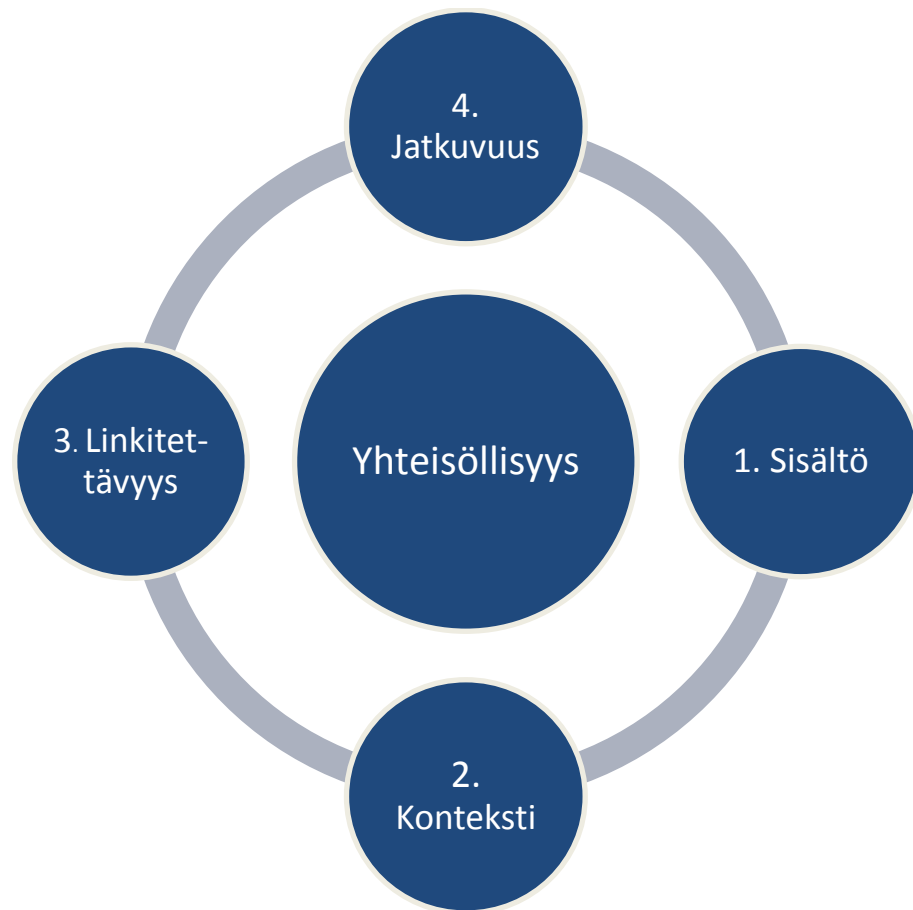 4.
Jatkuvuus
3. Linkitet-
tävyys
Yhteisöllisyys
1. Sisältö
2.
Konteksti